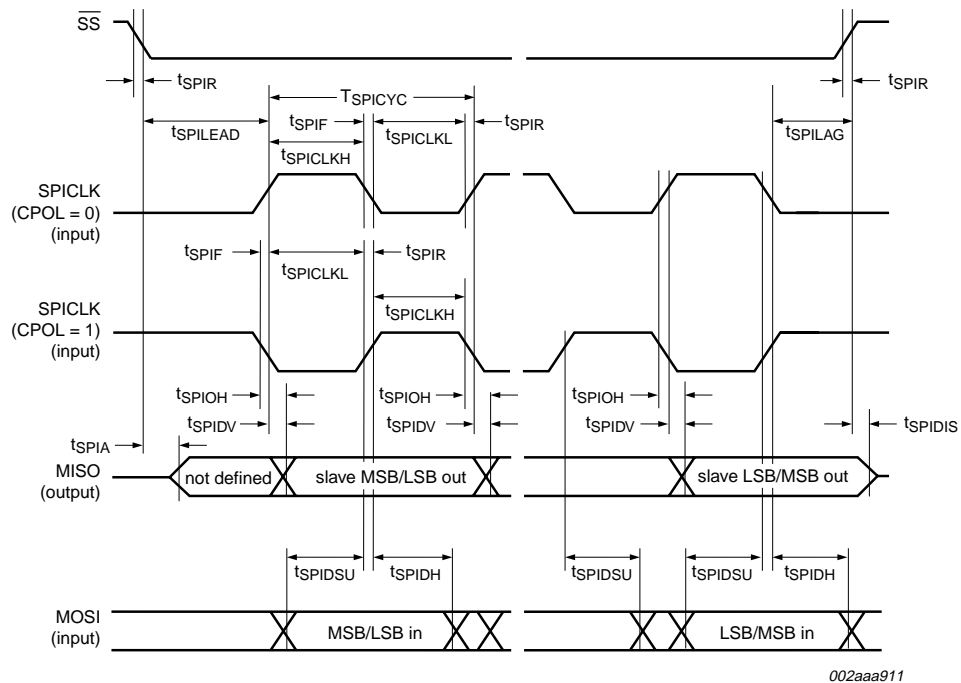 SS
tSPIR
tSPIR
TSPICYC
tSPIF
tSPICLKL
tSPIR
tSPILEAD
tSPILAG
tSPICLKH
SPICLK
(CPOL = 0)
(input)
tSPIF
tSPICLKL
tSPIR
tSPICLKH
SPICLK
(CPOL = 1)
(input)
tSPIOH
tSPIOH
tSPIOH
tSPIDV
tSPIDV
tSPIDV
tSPIDIS
tSPIA
MISO
(output)
not defined
slave MSB/LSB out
slave LSB/MSB out
tSPIDSU
tSPIDH
tSPIDSU
tSPIDSU
tSPIDH
MOSI
(input)
MSB/LSB in
LSB/MSB in
002aaa911